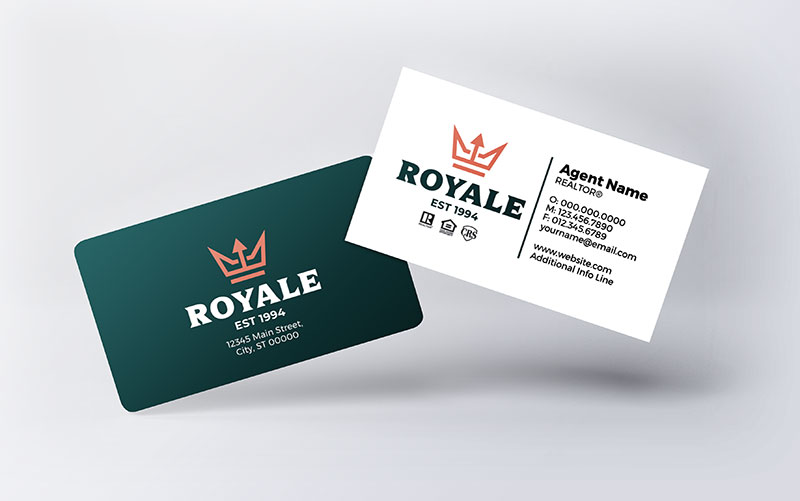 ROYALE
EST 1994
12345 Main Street,
City, ST 00000
ROYALE
EST 1994
R
CRS
Agent Name
REALTOR®
O: 000.000.0000
M: 123.456.7890
F: 012.345.6789
yourname@email.com
www.website.com
Additional Info Line